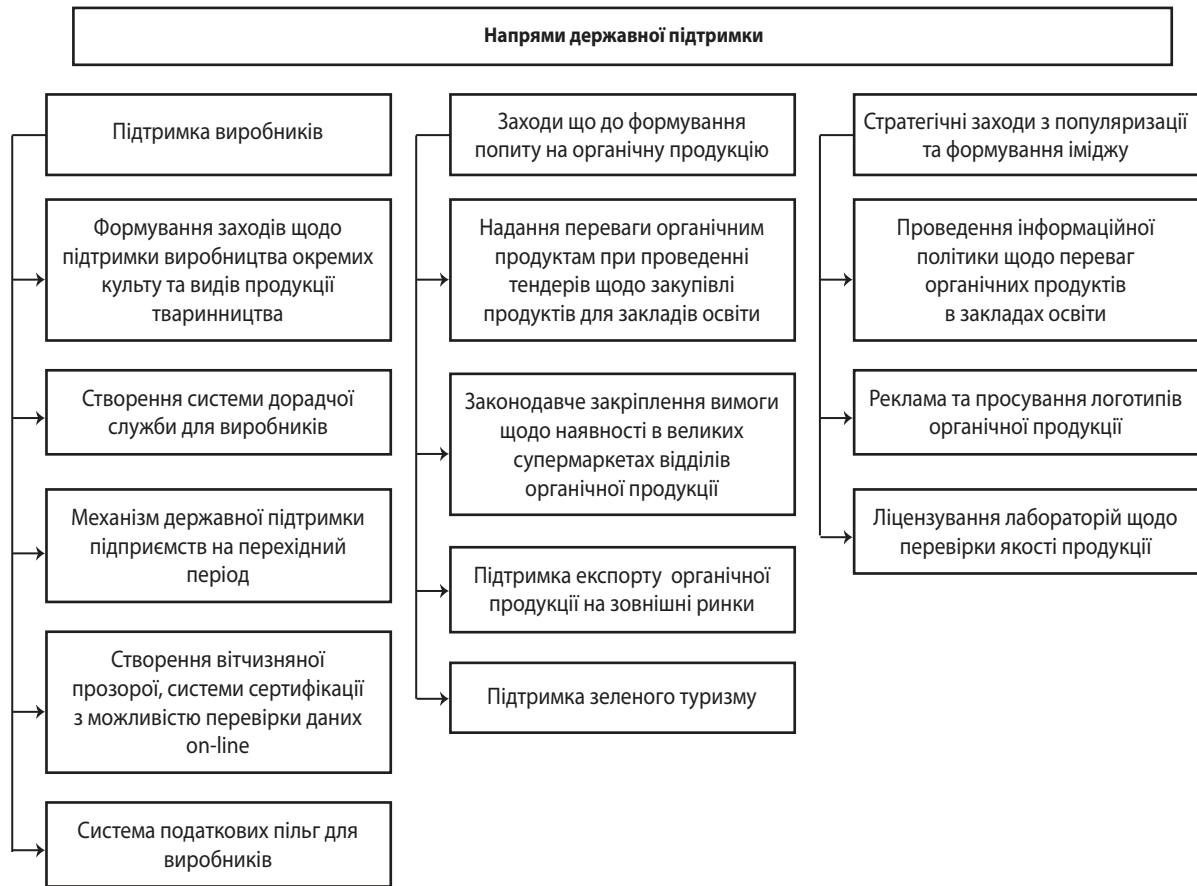 Напрями державної підтримки
Підтримка виробників
Формування заходів щодо
підтримки виробництва окремих
культу та видів продукції
тваринництва
Створення системи дорадчої
служби для виробників
Механізм державної підтримки
підприємств на перехідний
період
Створення вітчизняної
прозорої, системи сертифікації
з можливістю перевірки даних
on-line
Система податкових пільг для
виробників
Заходи що до формування
попиту на органічну продукцію
Надання переваги органічним
продуктам при проведенні
тендерів щодо закупівлі
продуктів для закладів освіти
Законодавче закріплення вимоги
щодо наявності в великих
супермаркетах відділів
органічної продукції
Підтримка експорту органічної
продукції на зовнішні ринки
Підтримка зеленого туризму
Стратегічні заходи з популяризації
та формування іміджу
Проведення інформаційної
політики щодо переваг
органічних продуктів
в закладах освіти
Реклама та просування логотипів
органічної продукції
Ліцензування лабораторій щодо
перевірки якості продукції